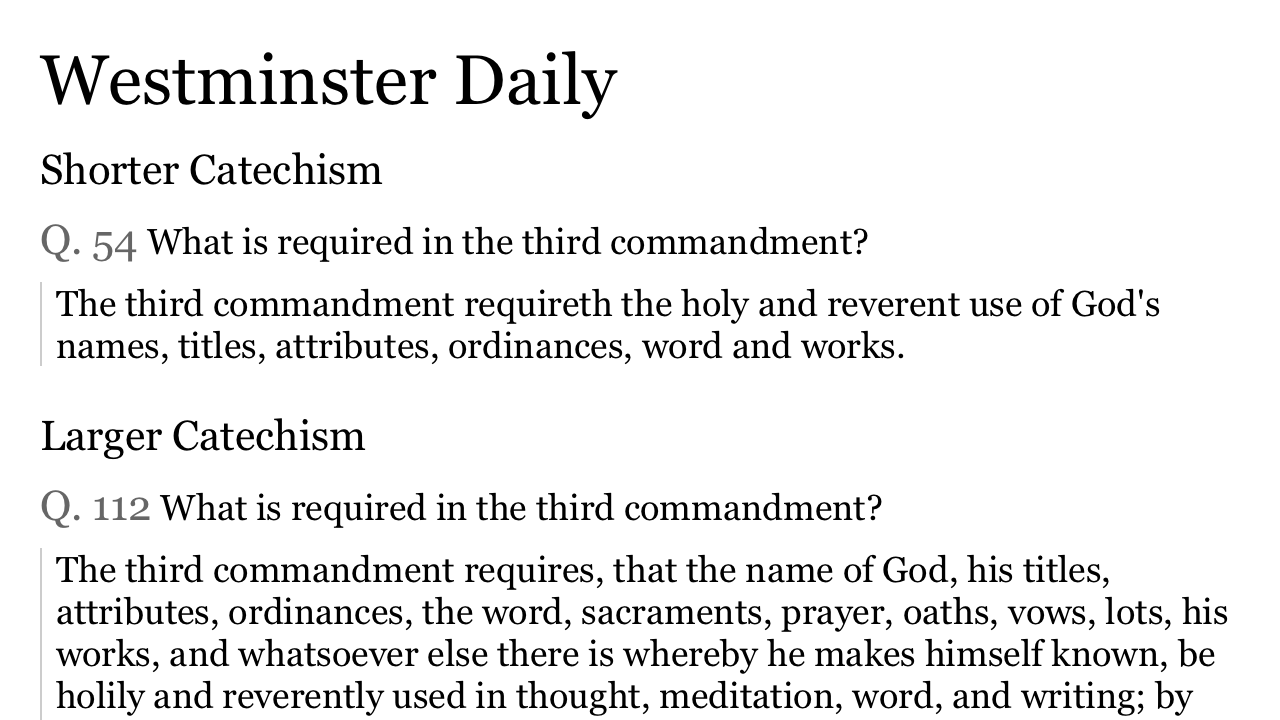 Westminster Daily
Shorter Catechism
Q. 54 What is required in the third commandment?
The third commandment requireth the holy and reverent use of God's
names, titles, attributes, ordinances, word and works.
Larger Catechism
Q. 112 What is required in the third commandment?
The third commandment requires, that the name of God, his titles,
attributes, ordinances, the word, sacraments, prayer, oaths, vows, lots, his
works, and whatsoever else there is whereby he makes himself known, be
holily and reverently used in thought, meditation, word, and writing; by